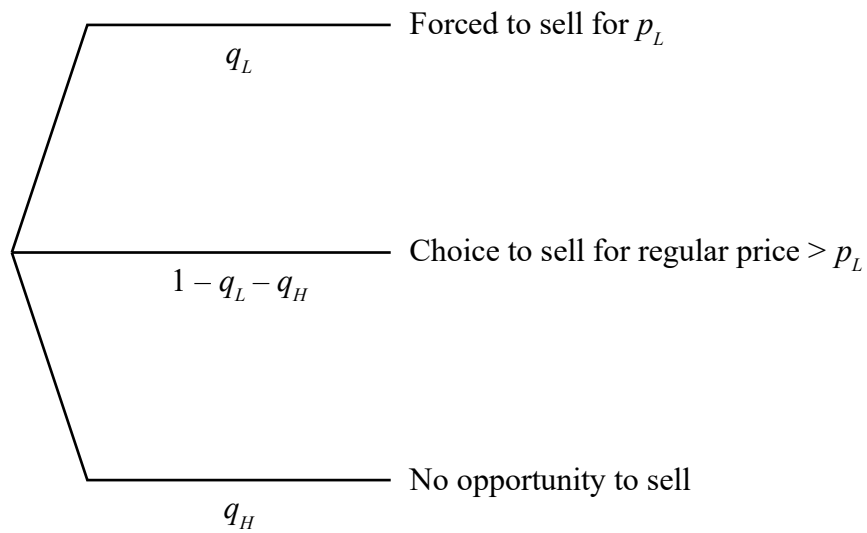 Forced to sell for p_L
q_L
Choice to sell for regular price > p_L
1 – q_L – q_H
No opportunity to sell
q_H